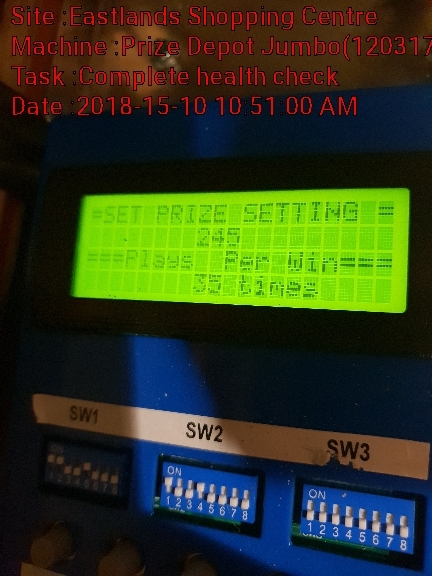 Site :Eastlands Shopping Centre
Machine :Prize Depot Jumbo(120317
Task :Complete health check
Date :2018-15-10 10:51 00 AM
=SET PRIZE SETTING =
245
===Plays Per Win===
35 times
SW1
SW2
SW3
ON
1 2 3 4 5 6 7 8
ON
1 2 3 4 5 6 7 8